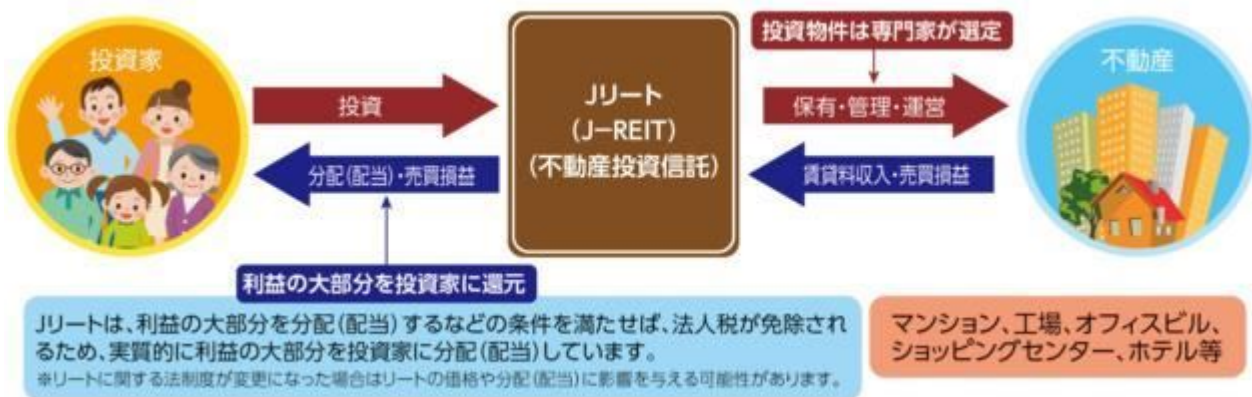 投資物件は専門家が選定
投資家
不動産
投資
Jリート
(J−REIT)
(不動産投資信託)
保有・管理・運営
分配(配当)・売買損益
賃貸料収入・売買損益
利益の大部分を投資家に還元
Jリートは、利益の大部分を分配(配当)するなどの条件を満たせば、法人税が免除され
るため、実質的に利益の大部分を投資家に分配(配当)しています。
※リートに関する法制度が変更になった場合はリートの価格や分配(配当)に影響を与える可能性があります。
マンション、工場、オフィスビル、
ショッピングセンター、ホテル等